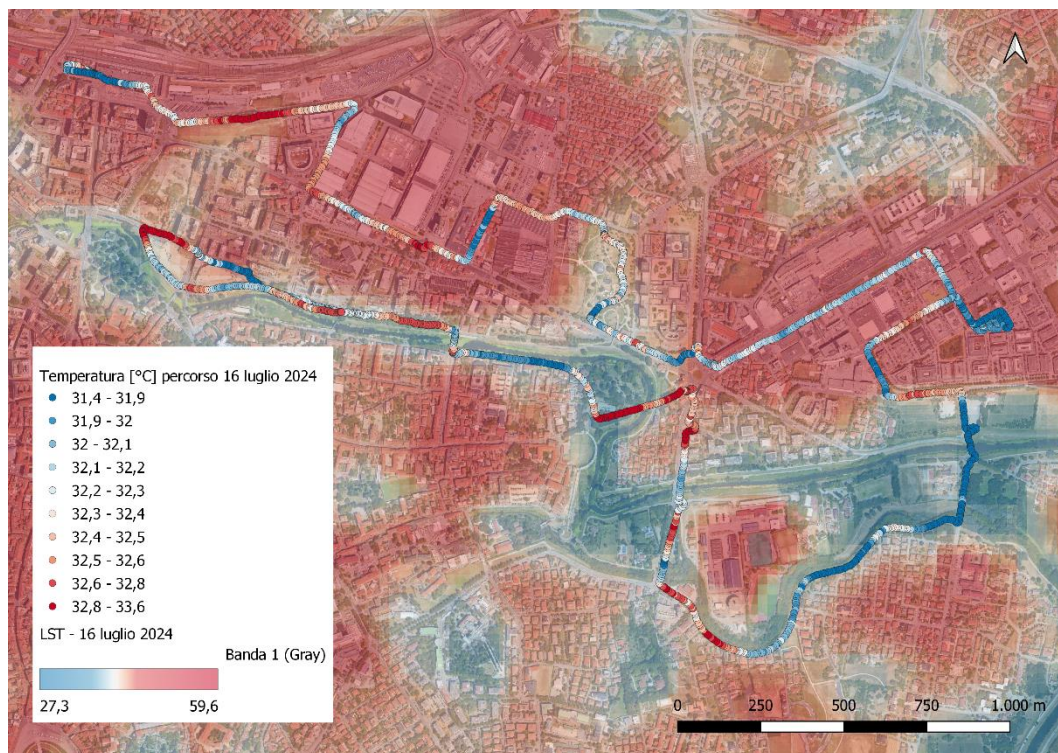 Temperatura [°C] percorso 16 luglio 2024
31,4 - 31,9
31,9 - 32
32 - 32,1
32,1 - 32,2
32,2 - 32,3
32,3 - 32,4
32,4 - 32,5
32,5 - 32,6
32,6 - 32,8
32,8 - 33,6
LST - 16 luglio 2024
Banda 1 (Gray)
27,3 59,6
0 250 500 750 1.000 m